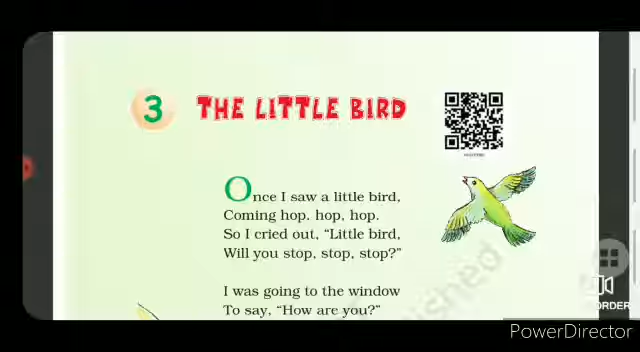 3 THE LITTLE BIRD
Once I saw a little bird,
Coming hop, hop, hop.
So I cried out, “Little bird,
Will you stop, stop, stop?”
I was going to the window
To say, “How are you?”
shed
ORDER
PowerDirector